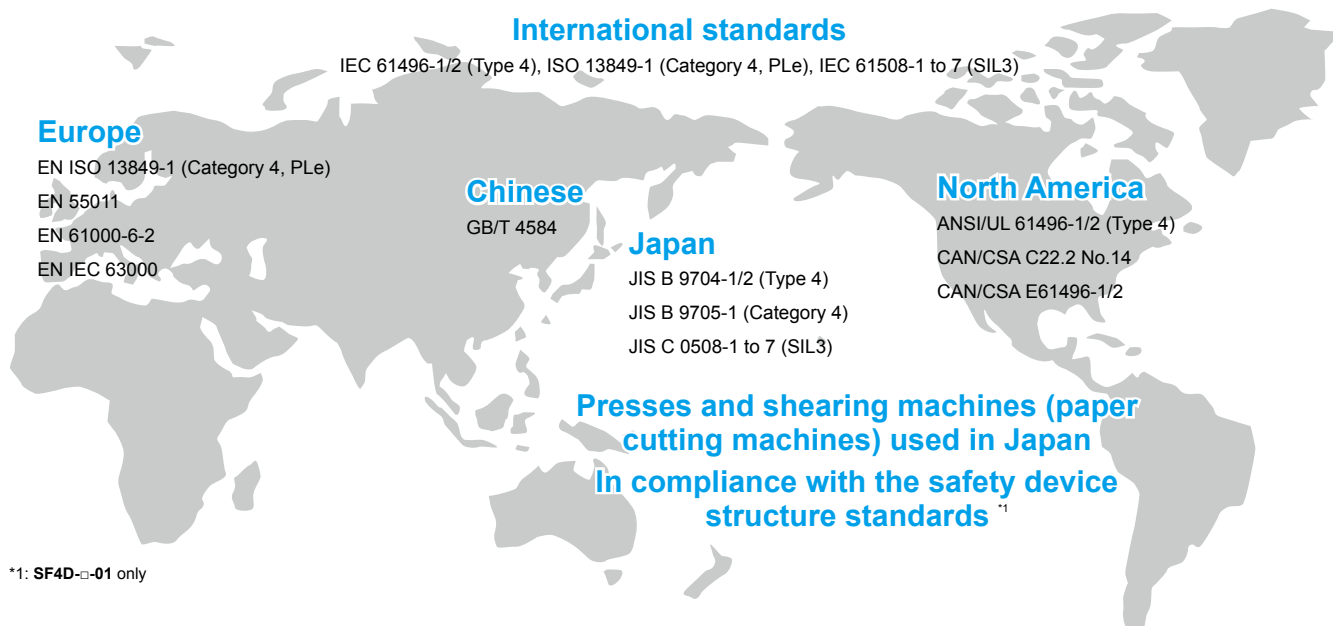 International standards
IEC 61496-1/2 (Type 4), ISO 13849-1 (Category 4, PLe), IEC 61508-1 to 7 (SIL3)
Europe
EN ISO 13849-1 (Category 4, PLe)
EN 55011
EN 61000-6-2
EN IEC 63000
Chinese
GB/T 4584
Japan
JIS B 9704-1/2 (Type 4)
JIS B 9705-1 (Category 4)
JIS C 0508-1 to 7 (SIL3)
North America
ANSI/UL 61496-1/2 (Type 4)
CAN/CSA C22.2 No.14
CAN/CSA E61496-1/2
Presses and shearing machines (paper
cutting machines) used in Japan
In compliance with the safety device
structure standards *1
*1: SF4D-□-01 only